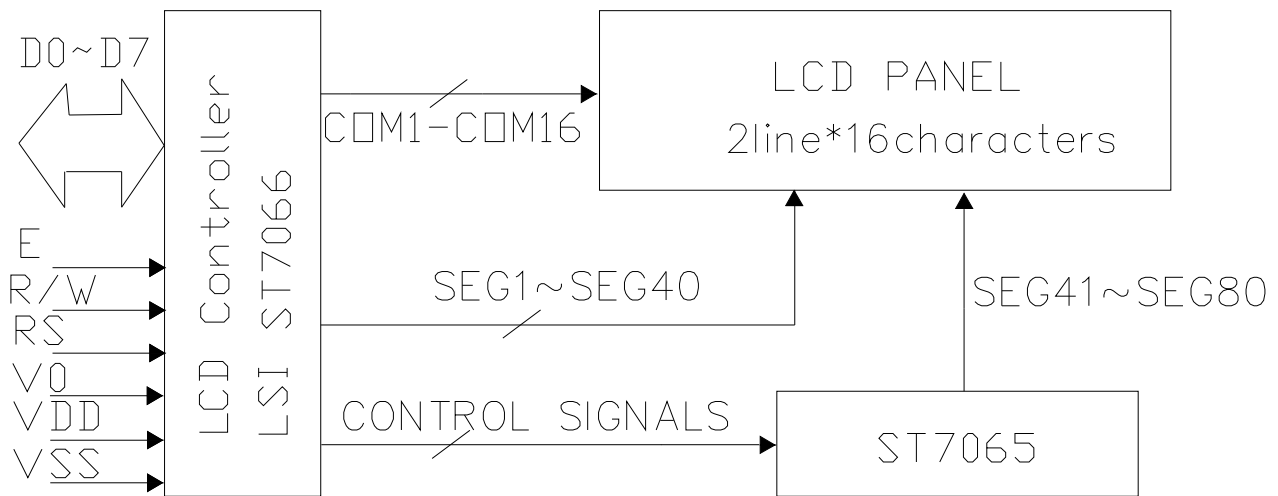 D0~D7
E
R/W
RS
V0
VDD
VSS
LCD Controller
LSI ST7066
COM1-COM16
SEG1~SEG40
CONTROL SIGNALS
LCD PANEL
2line*16characters
SEG41~SEG80
ST7065